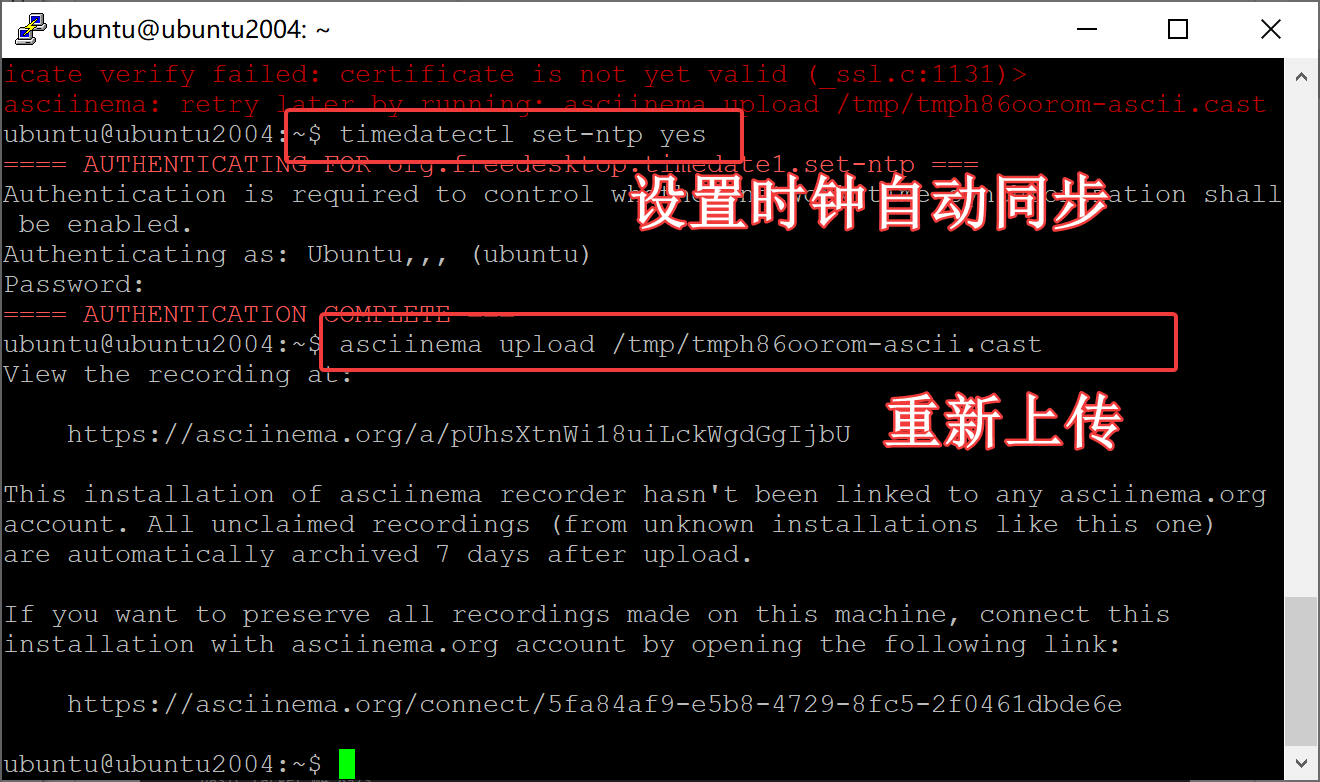 ubuntu@ubuntu2004: ~
icate verify failed: certificate is not yet valid (_ssl.c:1131)>
asciinema: retry later by running: asciinema upload /tmp/tmph86oorom-ascii.cast
ubuntu@ubuntu2004:~$ timedatectl set-ntp yes
==== AUTHENTICATING FOR org.freedesktop.timedate1.set-ntp ===
Authentication is required to control shall
设置时钟自动同步
be enabled.
Authenticating as: Ubuntu,,, (ubuntu)
Password:
==== AUTHENTICATION COMPLETE ===
ubuntu@ubuntu2004:~$ asciinema upload /tmp/tmph86oorom-ascii.cast
View the recording at:
https://asciinema.org/a/pUhsXtnWi18uiLckWgdGgIjbU
重新上传
This installation of asciinema recorder hasn't been linked to any asciinema.org
account. All unclaimed recordings (from unknown installations like this one)
are automatically archived 7 days after upload.
If you want to preserve all recordings made on this machine, connect this
installation with asciinema.org account by opening the following link:
https://asciinema.org/connect/5fa84af9-e5b8-4729-8fc5-2f0461dbde6e
ubuntu@ubuntu2004:~$